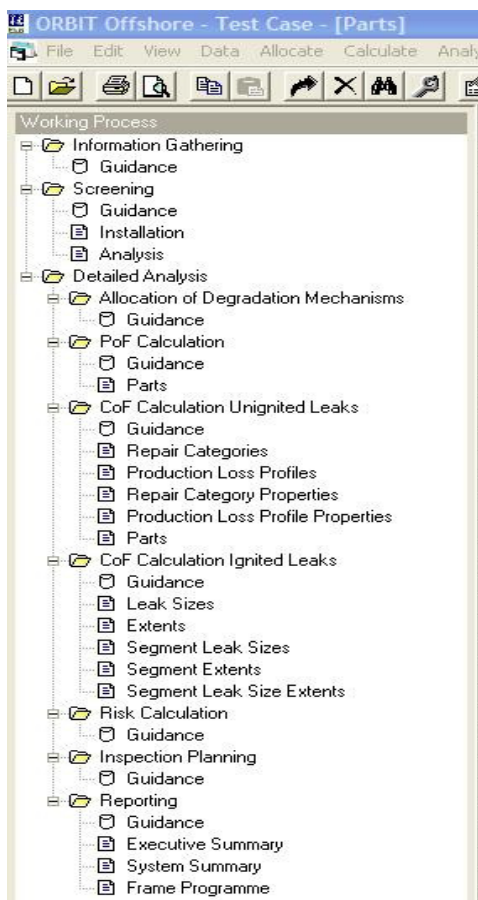 ORBIT Offshore - Test Case - [Parts]
File Edit View Data Allocate Calculate Analy
Working Process
Information Gathering
Guidance
Screening
Guidance
Installation
Analysis
Detailed Analysis
Allocation of Degradation Mechanisms
Guidance
PoF Calculation
Guidance
Parts
CoF Calculation Unignited Leaks
Guidance
Repair Categories
Production Loss Profiles
Repair Category Properties
Production Loss Profile Properties
Parts
CoF Calculation Ignited Leaks
Guidance
Leak Sizes
Extents
Segment Leak Sizes
Segment Extents
Segment Leak Size Extents
Risk Calculation
Guidance
Inspection Planning
Guidance
Reporting
Guidance
Executive Summary
System Summary
Frame Programme